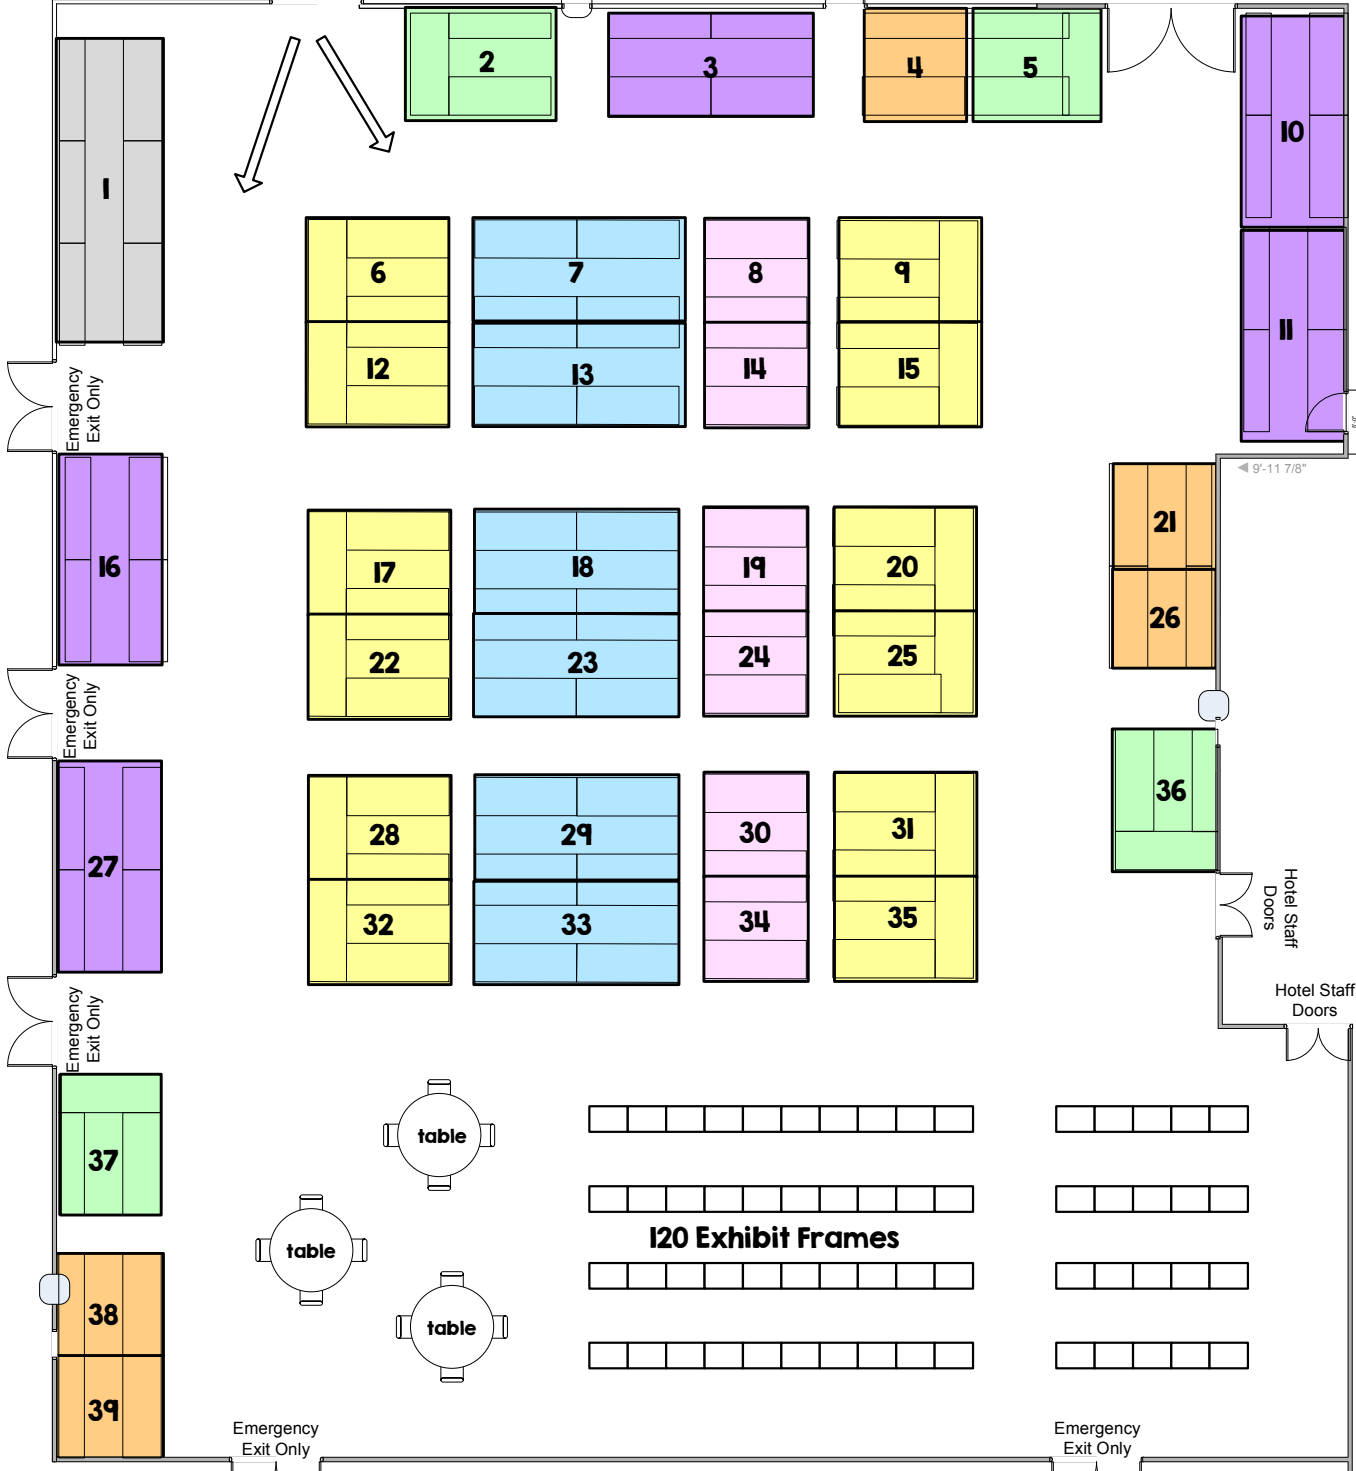 2
3
4
5
10
1
6
7
8
9
11
12
13
14
15
Emergency
Exit Only
9'-11 7/8"
21
16
17
18
19
20
26
22
23
24
25
Emergency
Exit Only
36
27
28
29
30
31
32
33
34
35
Hotel Staff
Doors
Hotel Staff
Doors
Emergency
Exit Only
37
table
table
table
120 Exhibit Frames
38
39
Emergency
Exit Only
Emergency
Exit Only